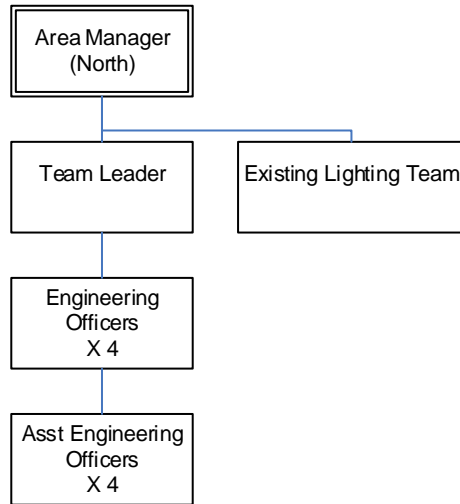 Area Manager
(North)
Team Leader
Existing Lighting Team
Engineering
Officers
X 4
Asst Engineering
Officers
X 4